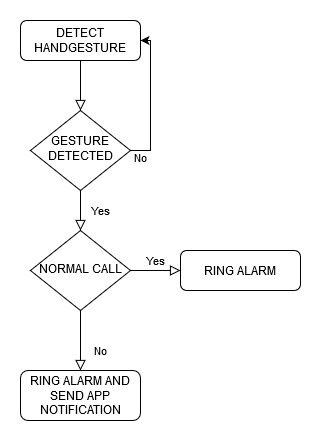 DETECT
HANDGESTURE
GESTURE
DETECTED
No
Yes
NORMAL CALL
Yes
RING ALARM
No
RING ALARM AND
SEND APP
NOTIFICATION